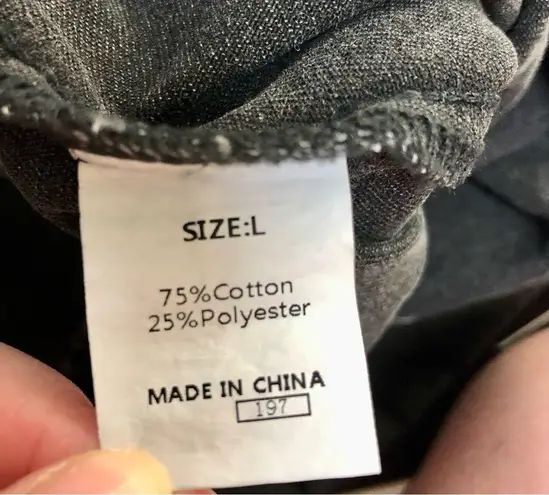 SIZE:L
75%Cotton
25%Polyester
MADE IN CHINA
197